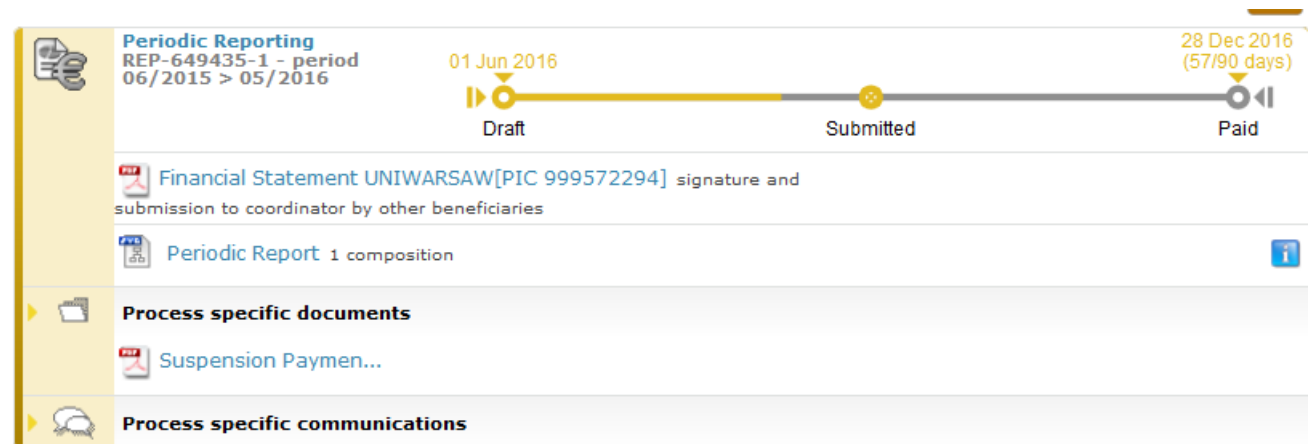 Periodic Reporting
REP-649435-1 - period
06/2015 > 05/2016
01 Jun 2016
28 Dec 2016
(57/90 days)
Draft
Submitted
Paid
Financial Statement UNIWARSAW[PIC 999572294] signature and
submission to coordinator by other beneficiaries
Periodic Report 1 composition
Process specific documents
Suspension Paymen...
Process specific communications